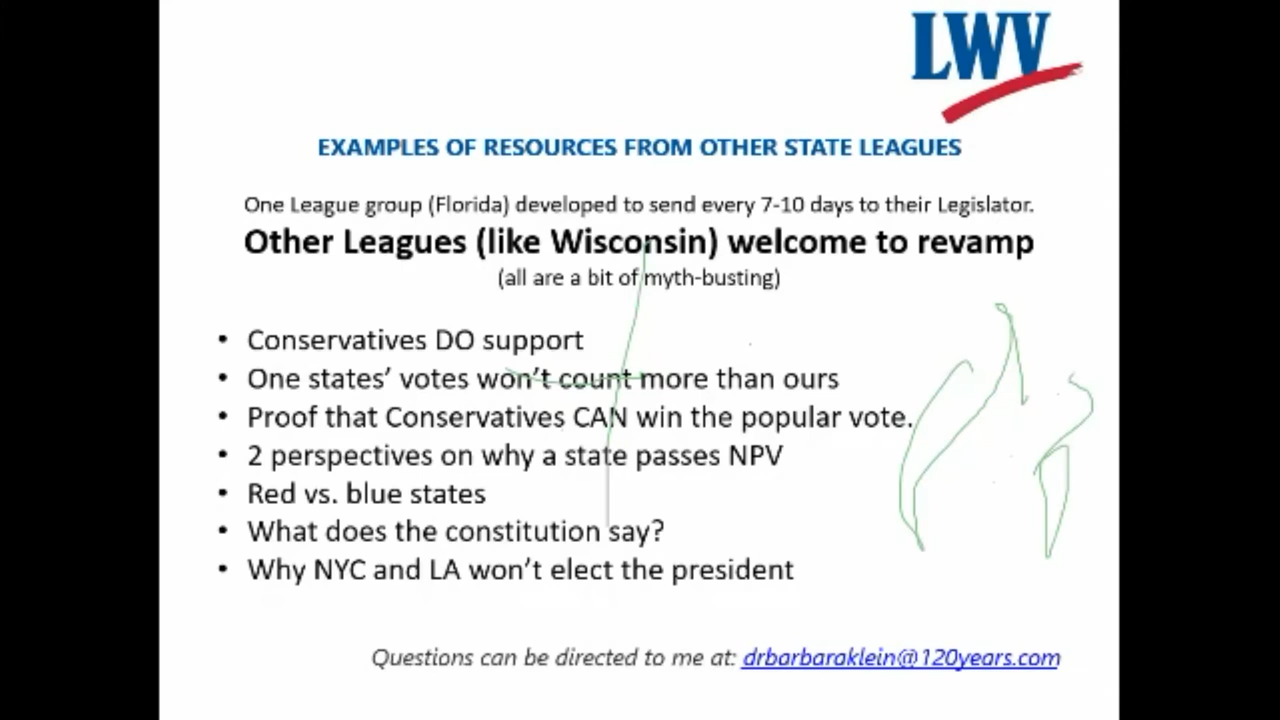 LWV
EXAMPLES OF RESOURCES FROM OTHER STATE LEAGUES
One League group (Florida) developed to send every 7-10 days to their Legislator.
Other Leagues (like Wisconsin) welcome to revamp
(all are a bit of myth-busting)
• Conservatives DO support
• One states’ votes won’t count more than ours
• Proof that Conservatives CAN win the popular vote.
• 2 perspectives on why a state passes NPV
• Red vs. blue states
• What does the constitution say?
• Why NYC and LA won’t elect the president
Questions can be directed to me at: drbarbaraklein@120years.com